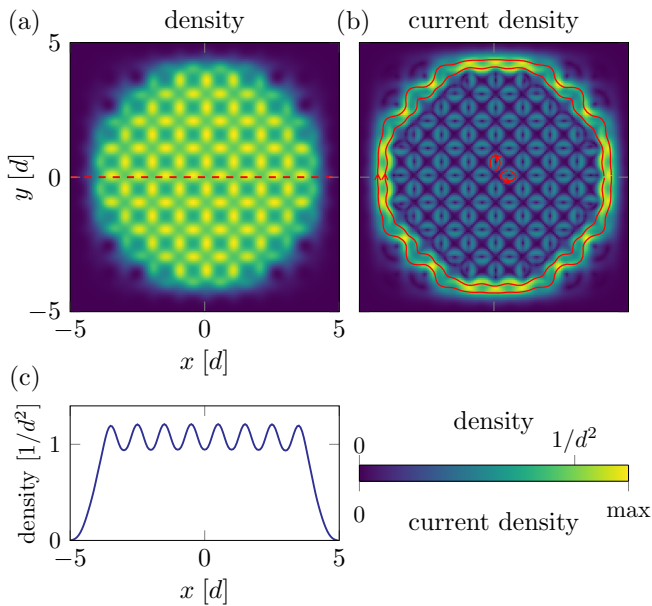 (a) density
(b) current density
5
y [d]
0
−5
−5 0 5
x [d]
(c)
density [1/d²]
1
0
−5 0 5
x [d]
density
0 1/d²
0 max
current density